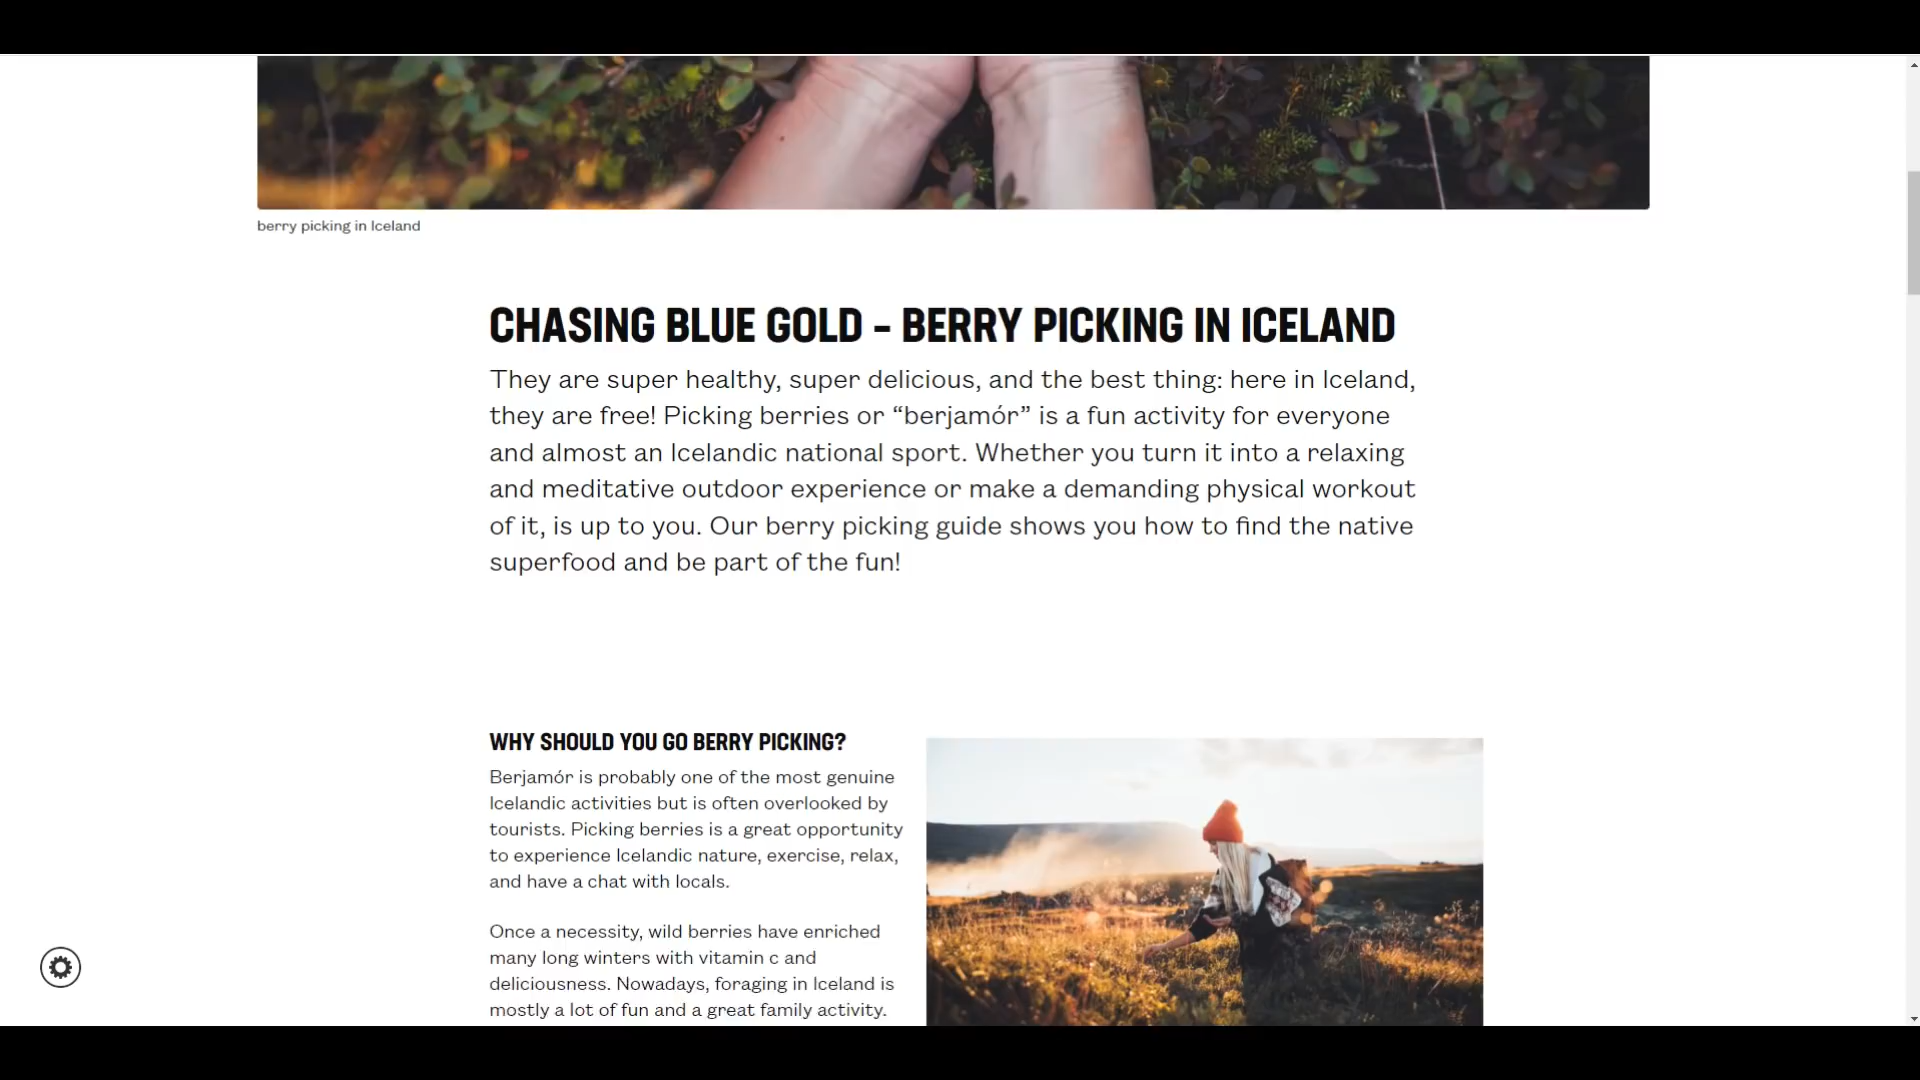 berry picking in Iceland
CHASING BLUE GOLD – BERRY PICKING IN ICELAND
They are super healthy, super delicious, and the best thing: here in Iceland,
they are free! Picking berries or “berjamór” is a fun activity for everyone
and almost an Icelandic national sport. Whether you turn it into a relaxing
and meditative outdoor experience or make a demanding physical workout
of it, is up to you. Our berry picking guide shows you how to find the native
superfood and be part of the fun!
WHY SHOULD YOU GO BERRY PICKING?
Berjamór is probably one of the most genuine
Icelandic activities but is often overlooked by
tourists. Picking berries is a great opportunity
to experience Icelandic nature, exercise, relax,
and have a chat with locals.
Once a necessity, wild berries have enriched
many long winters with vitamin c and
deliciousness. Nowadays, foraging in Iceland is
mostly a lot of fun and a great family activity.